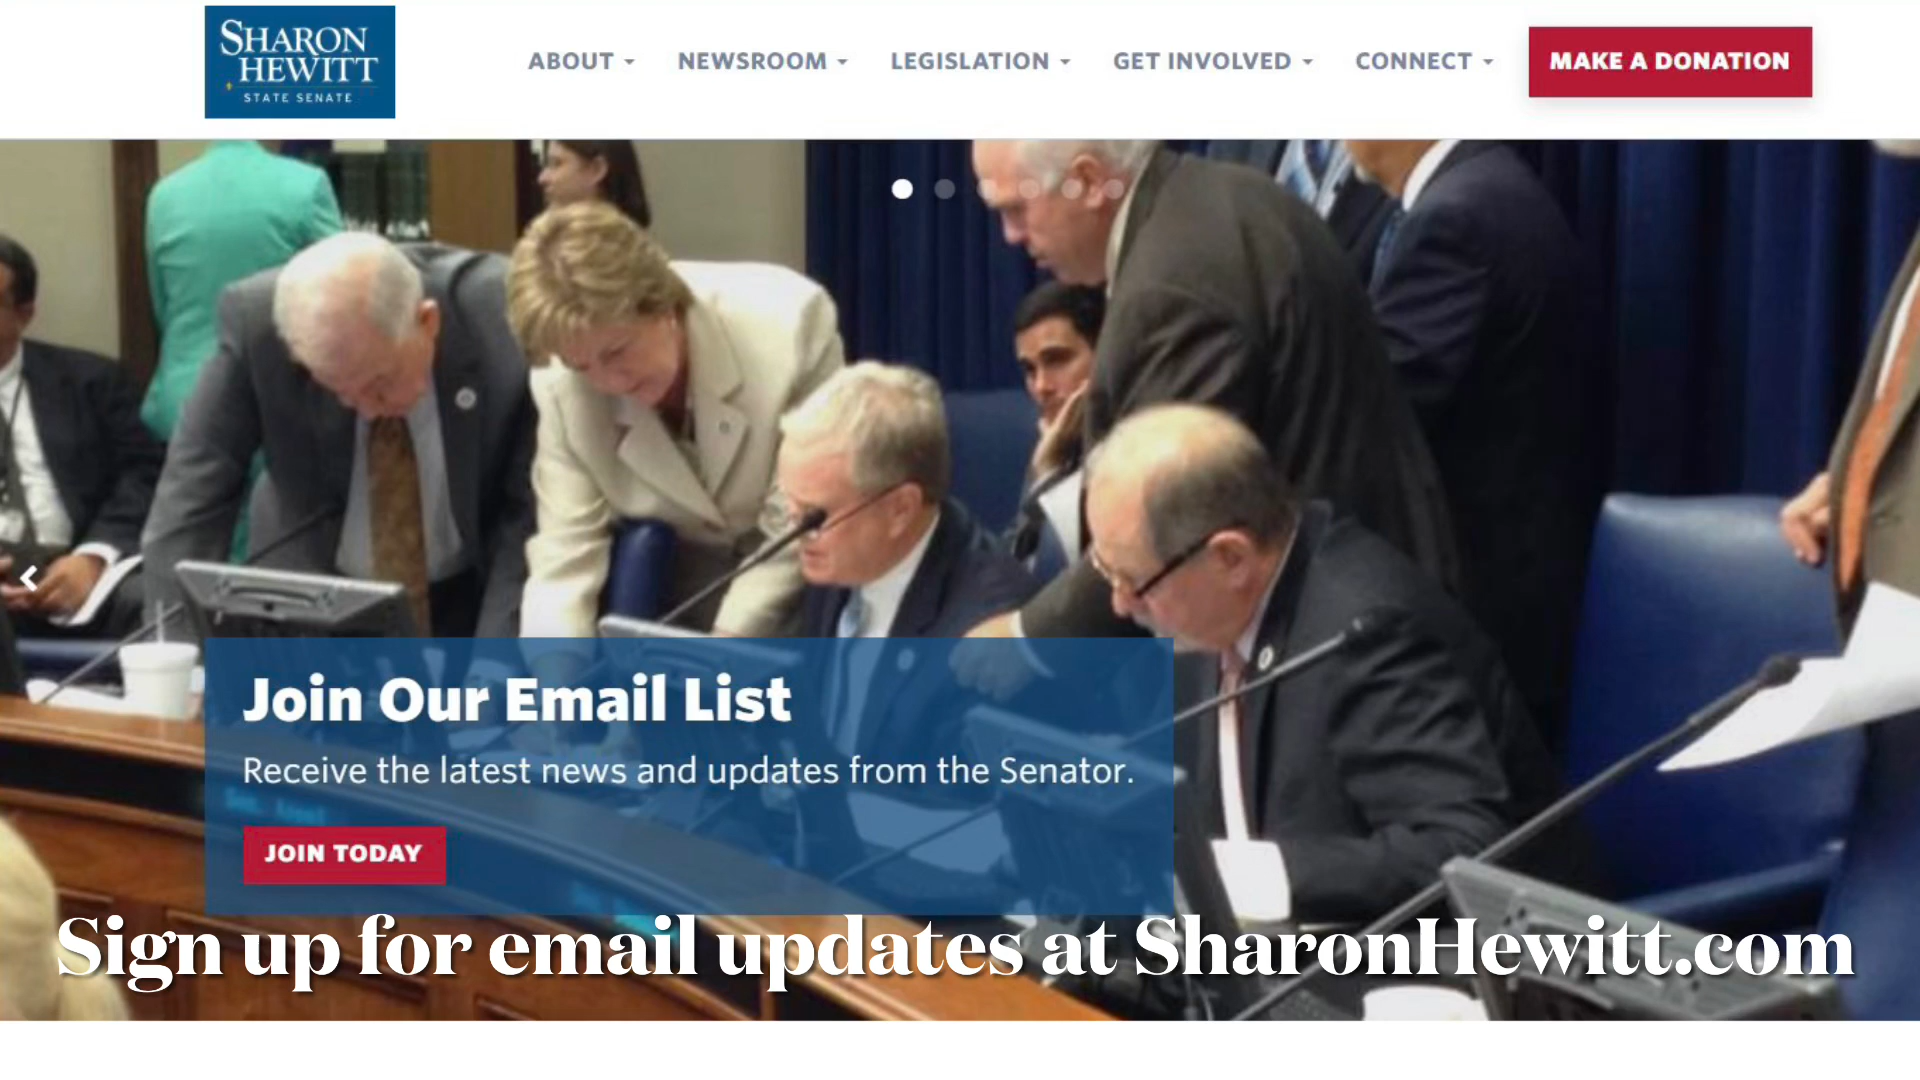 SHARON
HEWITT
STATE SENATE
ABOUT
NEWSROOM
LEGISLATION
GET INVOLVED
CONNECT
MAKE A DONATION
Join Our Email List
Receive the latest news and updates from the Senator.
JOIN TODAY
Sign up for email updates at SharonHewitt.com